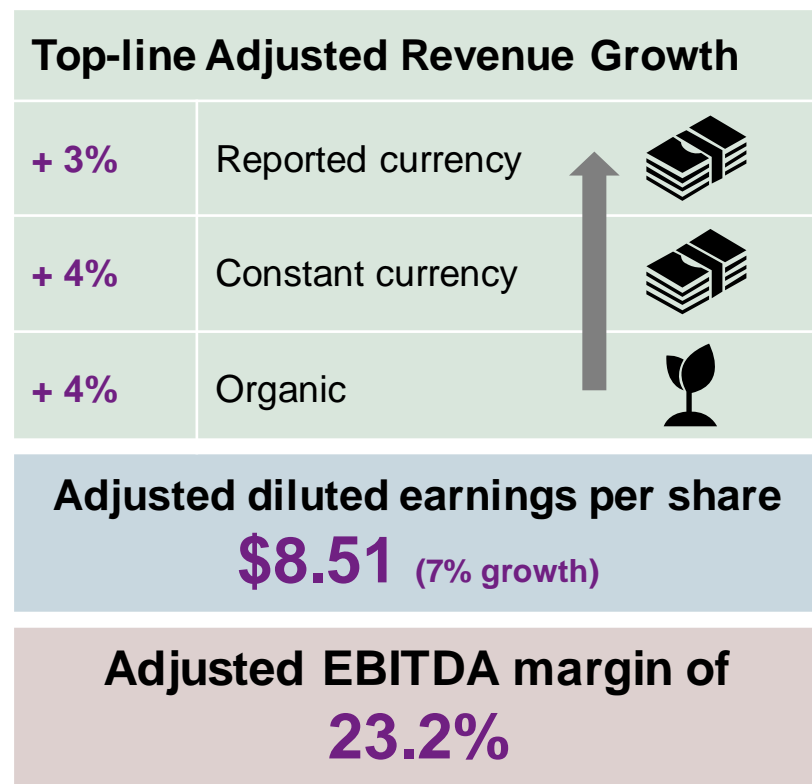 Top-line Adjusted Revenue Growth
+ 3% Reported currency
+ 4% Constant currency
+ 4% Organic
Adjusted diluted earnings per share
$8.51 (7% growth)
Adjusted EBITDA margin of
23.2%